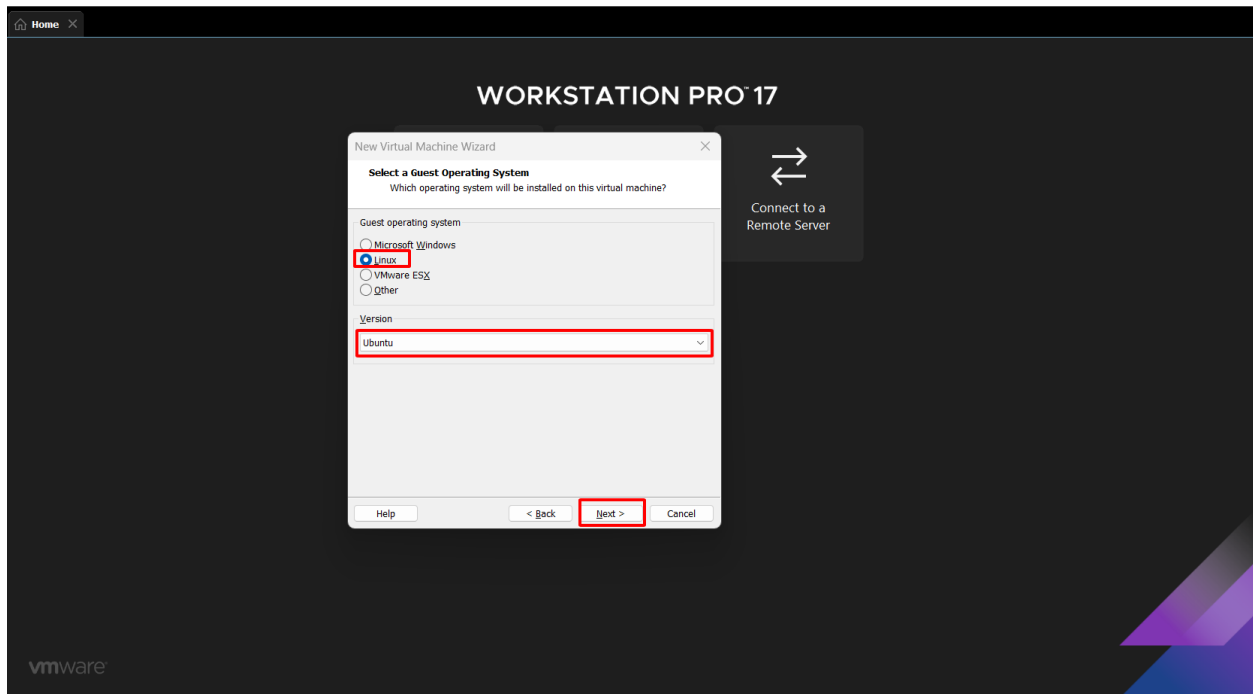 Home
WORKSTATION PRO™ 17
New Virtual Machine Wizard
Select a Guest Operating System
Which operating system will be installed on this virtual machine?
Guest operating system
Microsoft Windows
Linux
VMware ESX
Other
Version
Ubuntu
Help
< Back
Next >
Cancel
Connect to a
Remote Server
vmware®